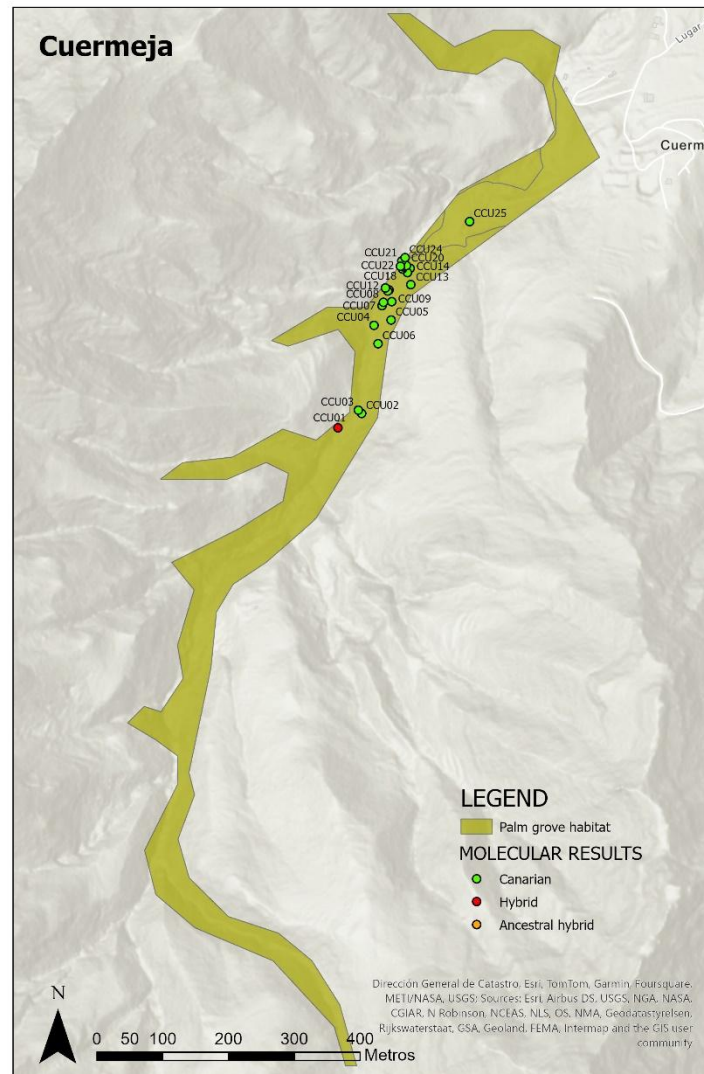 Cuermeja
Lugar
Cuerm
CCU25
CCU24
CCU21
CCU20
CCU22
CCU14
CCU18
CCU13
CCU12
CCU08
CCU09
CCU07
CCU05
CCU04
CCU06
CCU03
CCU02
CCU01
LEGEND
Palm grove habitat
MOLECULAR RESULTS
Canarian
Hybrid
Ancestral hybrid
Dirección General de Catastro, Esri, TomTom, Garmin, Foursquare,
METI/NASA, USGS; Sources: Esri, Airbus DS, USGS, NGA, NASA,
CGIAR, N Robinson, NCEAS, NLS, OS, NMA, Geodatastyrelsen,
Rijkswaterstaat, GSA, Geoland, FEMA, Intermap and the GIS user
community
N
0 50 100 200 300 400
Metros